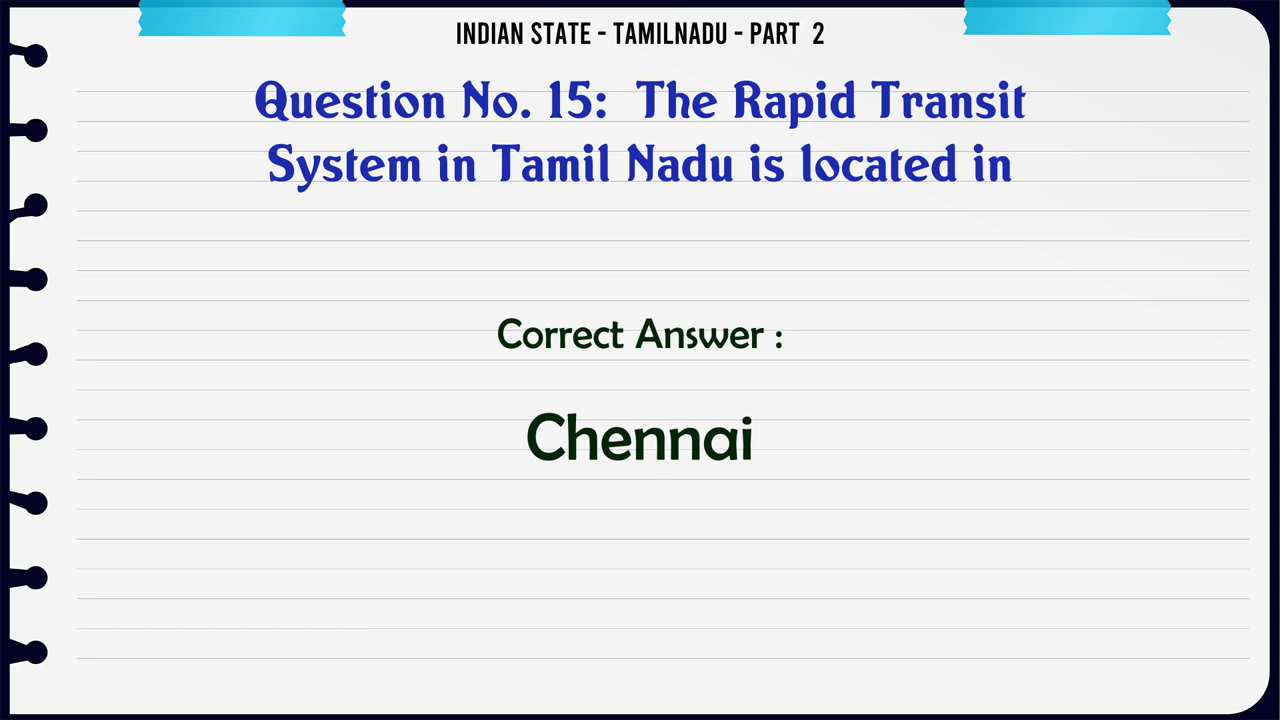 INDIAN STATE - TAMILNADU - PART 2
Question No. 15: The Rapid Transit
System in Tamil Nadu is located in
Correct Answer :
Chennai